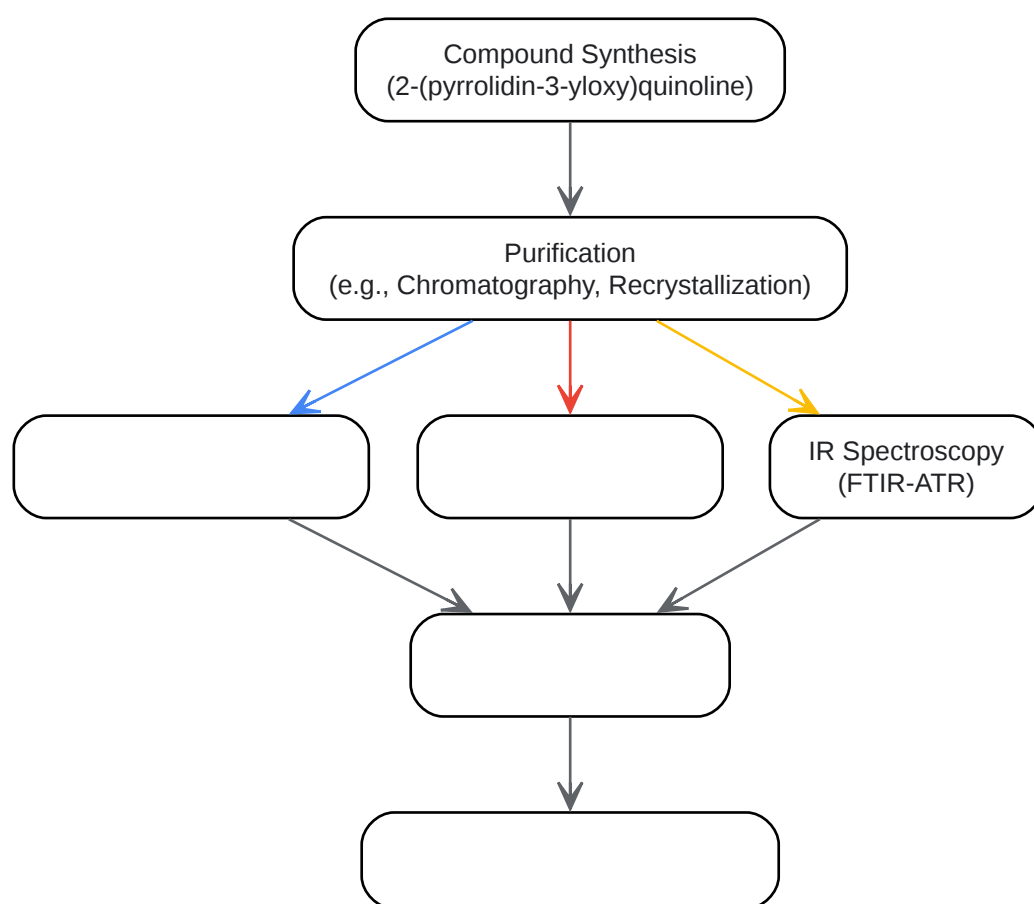 Compound Synthesis
(2-(pyrrolidin-3-yloxy)quinoline)
Purification
(e.g., Chromatography, Recrystallization)
IR Spectroscopy
(FTIR-ATR)